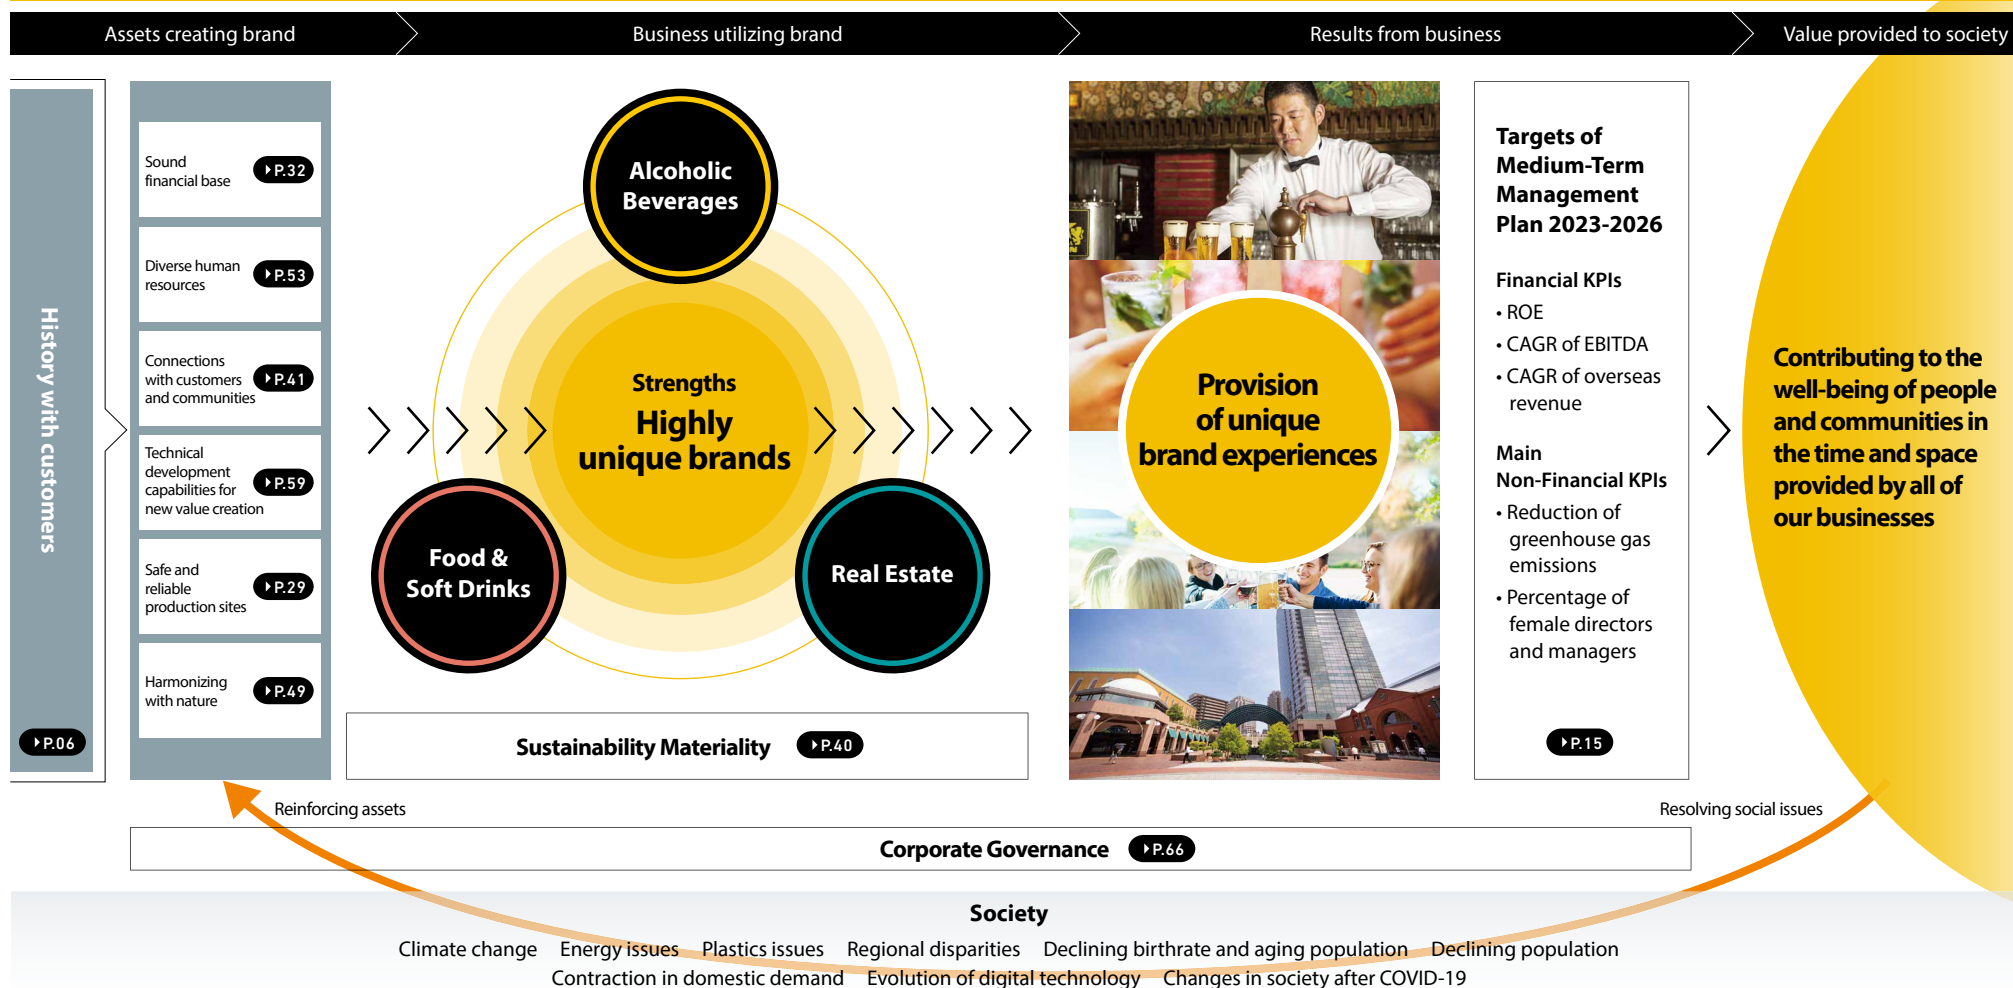 Assets creating brand
Business utilizing brand
Results from business
Value provided to society
History with customers
P.06
Sound
financial base
P.32
Diverse human
resources
P.53
Connections
with customers
and communities
P.41
Technical
development
capabilities for
new value creation
P.59
Safe and
reliable
production sites
P.29
Harmonizing
with nature
P.49
Alcoholic
Beverages
Strengths
Highly
unique brands
Food &
Soft Drinks
Real Estate
Sustainability Materiality
P.40
Provision
of unique
brand experiences
Targets of
Medium-Term
Management
Plan 2023-2026
Financial KPIs
• ROE
• CAGR of EBITDA
• CAGR of overseas
revenue
Main
Non-Financial KPIs
• Reduction of
greenhouse gas
emissions
• Percentage of
female directors
and managers
P.15
Contributing to the
well-being of people
and communities in
the time and space
provided by all of
our businesses
Reinforcing assets
Resolving social issues
Corporate Governance
P.66
Society
Climate change Energy issues Plastics issues Regional disparities Declining birthrate and aging population Declining population
Contraction in domestic demand Evolution of digital technology Changes in society after COVID-19